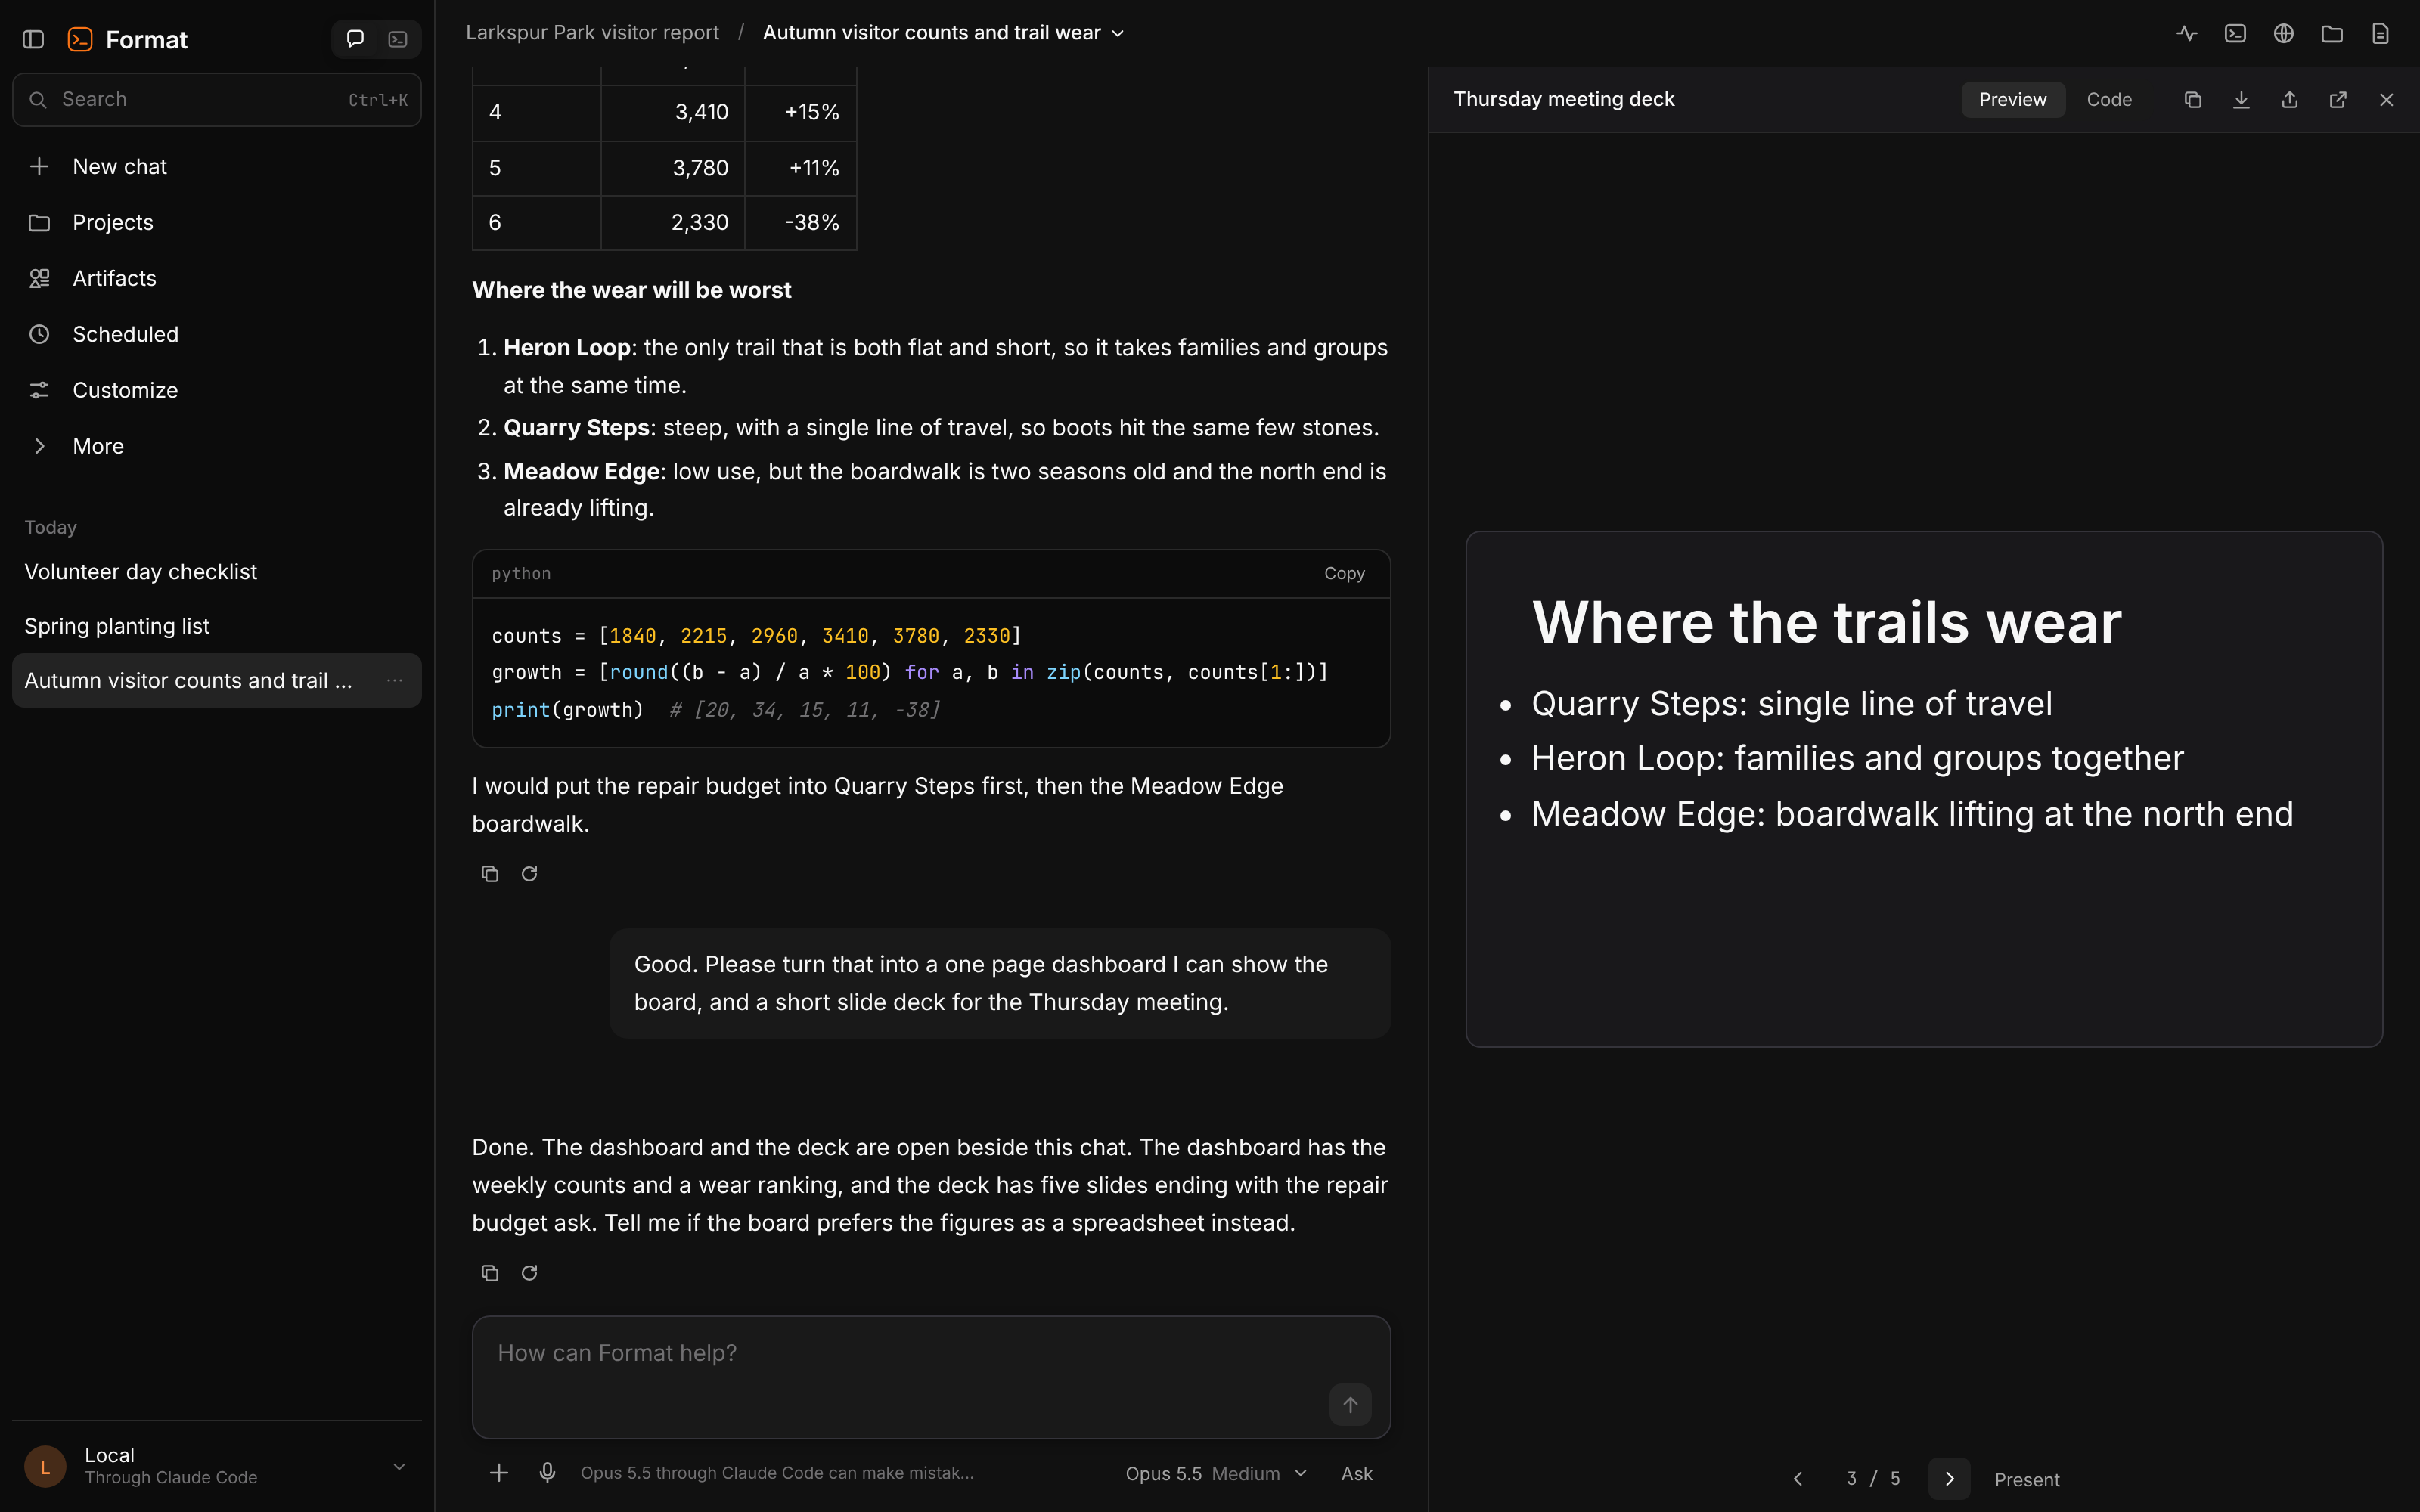 Format
Search Ctrl+K
New chat
Projects
Artifacts
Scheduled
Customize
More
Today
Volunteer day checklist
Spring planting list
Autumn visitor counts and trail ...
L
Local
Through Claude Code
Larkspur Park visitor report / Autumn visitor counts and trail wear
4 3,410 +15%
5 3,780 +11%
6 2,330 -38%
Where the wear will be worst
1. Heron Loop: the only trail that is both flat and short, so it takes families and groups
at the same time.
2. Quarry Steps: steep, with a single line of travel, so boots hit the same few stones.
3. Meadow Edge: low use, but the boardwalk is two seasons old and the north end is
already lifting.
python Copy
counts = [1840, 2215, 2960, 3410, 3780, 2330]
growth = [round((b - a) / a * 100) for a, b in zip(counts, counts[1:])]
print(growth)  # [20, 34, 15, 11, -38]
I would put the repair budget into Quarry Steps first, then the Meadow Edge
boardwalk.
Good. Please turn that into a one page dashboard I can show the
board, and a short slide deck for the Thursday meeting.
Done. The dashboard and the deck are open beside this chat. The dashboard has the
weekly counts and a wear ranking, and the deck has five slides ending with the repair
budget ask. Tell me if the board prefers the figures as a spreadsheet instead.
How can Format help?
Opus 5.5 through Claude Code can make mistak...
Opus 5.5 Medium
Ask
Thursday meeting deck
Preview Code
Where the trails wear
• Quarry Steps: single line of travel
• Heron Loop: families and groups together
• Meadow Edge: boardwalk lifting at the north end
3 / 5
Present